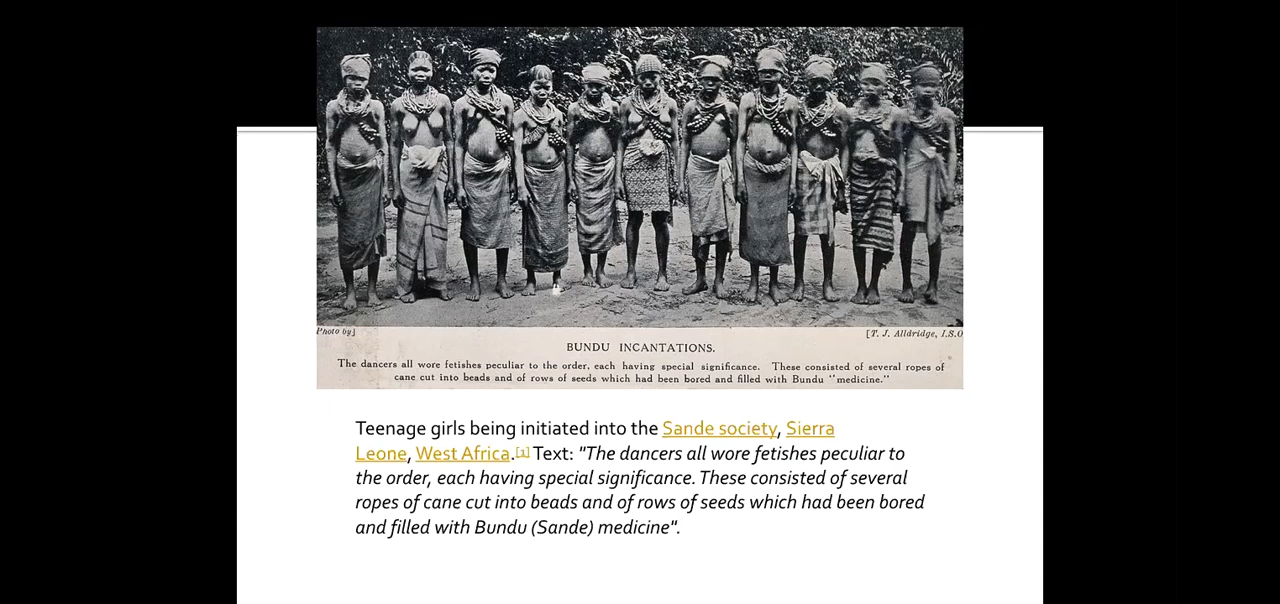 Photo by]
[T. J. Alldridge, I.S.O
BUNDU INCANTATIONS.
The dancers all wore fetishes peculiar to the order, each having special significance. These consisted of several ropes of
cane cut into beads and of rows of seeds which had been bored and filled with Bundu "medicine."
Teenage girls being initiated into the Sande society, Sierra
Leone, West Africa.[1] Text: "The dancers all wore fetishes peculiar to
the order, each having special significance. These consisted of several
ropes of cane cut into beads and of rows of seeds which had been bored
and filled with Bundu (Sande) medicine".